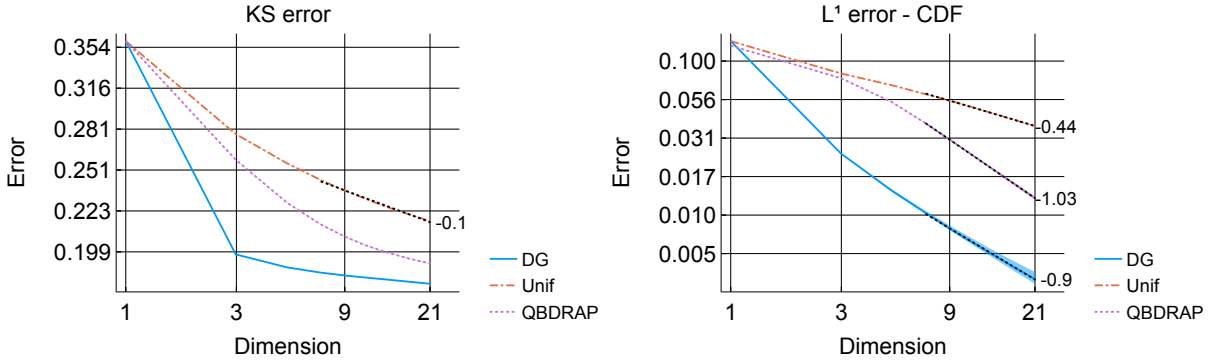 KS error
0.354
0.316
0.281
0.251
0.223
0.199
Error
-0.1
1 3 9 21
Dimension
DG
Unif
QBDRAP
L¹ error - CDF
0.100
0.056
0.031
0.017
0.010
0.005
Error
-0.44
-1.03
-0.9
1 3 9 21
Dimension
DG
Unif
QBDRAP